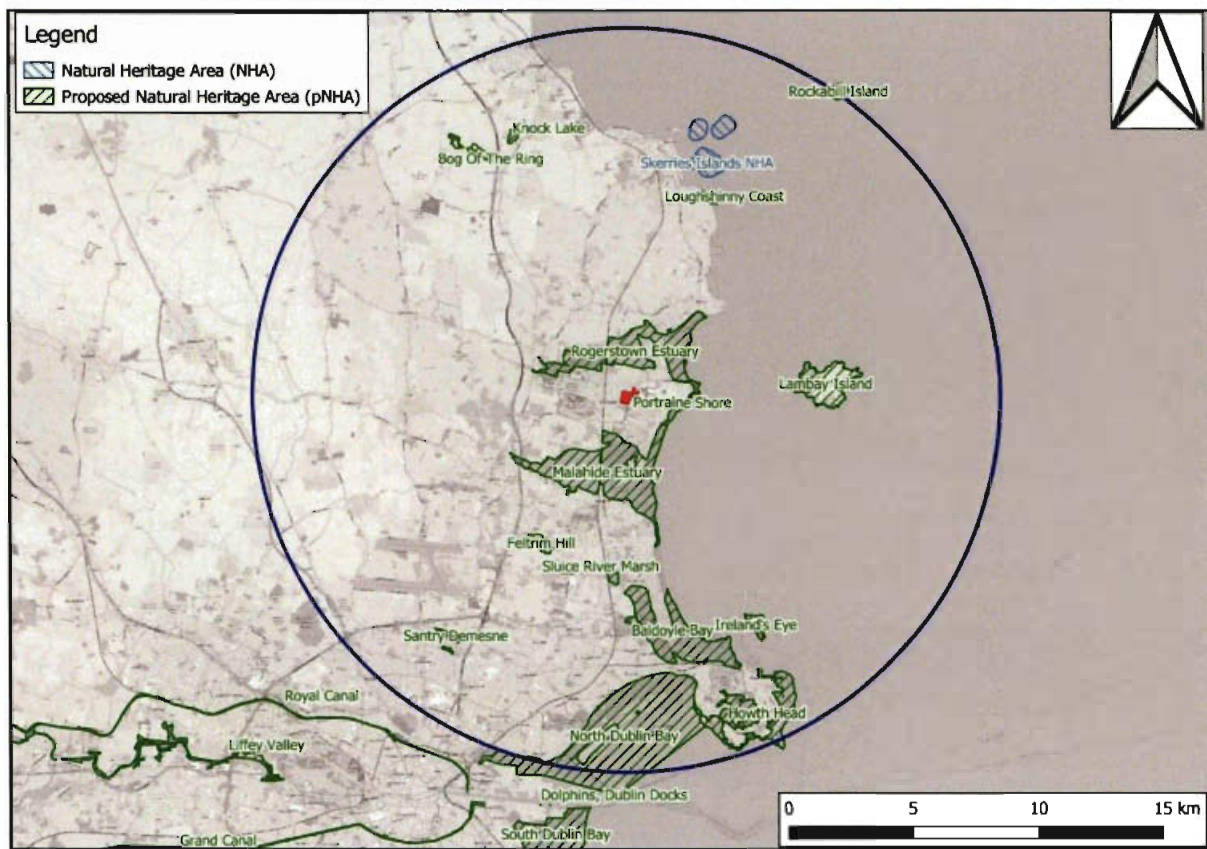 Legend
Natural Heritage Area (NHA)
Proposed Natural Heritage Area (pNHA)
Rockabill Island
Knock Lake
Bog Of The Ring
Skerries Islands NHA
Loughshinny Coast
Rogerstown Estuary
Lambay Island
Portraine Shore
Malahide Estuary
Feltrim Hill
Sluice River Marsh
Ireland's Eye
Santry Demesne
Baldoyle Bay
Royal Canal
Howth Head
North Dublin Bay
Liffey Valley
Dolphins, Dublin Docks
0 5 10 15 km
South Dublin Bay
Grand Canal